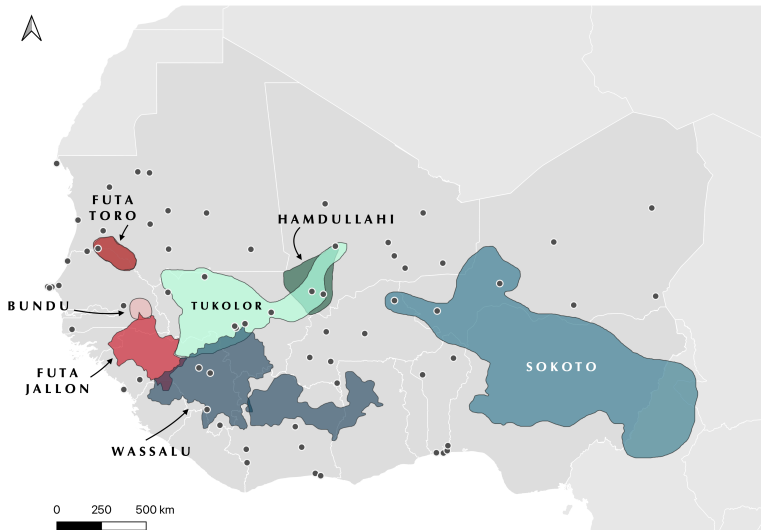 FUTA
TORO
HAMDULLAHI
BUNDU
TUKOLOR
FUTA
JALLON
SOKOTO
WASSALU
0 250 500 km